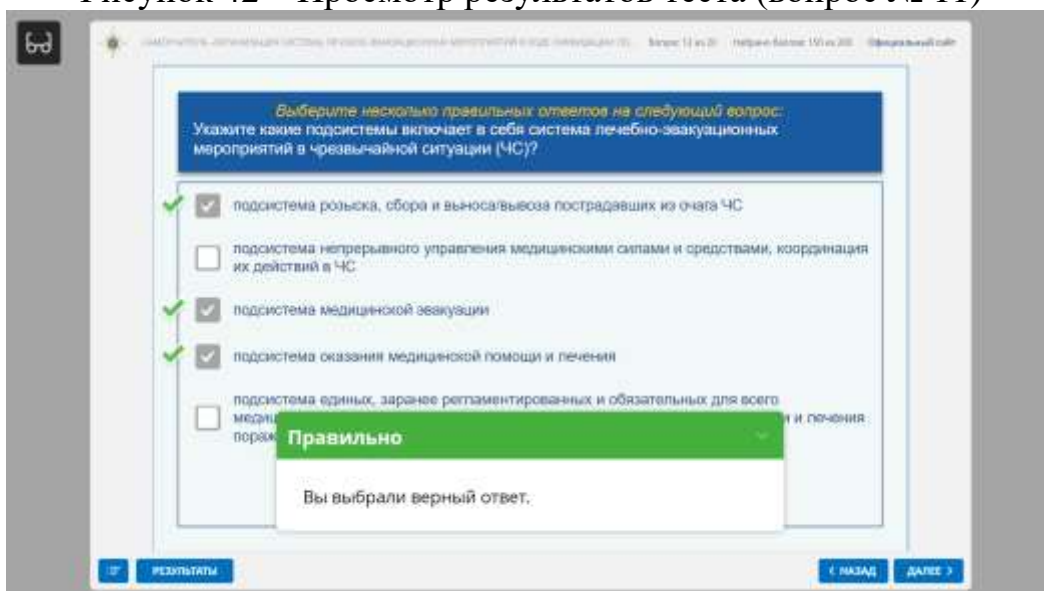 Рисунок 42 – Просмотр результатов теста (вопрос № 11)
Официальный сайт
Выберите несколько правильных ответов на следующий вопрос:
Укажите какие подсистемы включает в себя система лечебно-эвакуационных
мероприятий в чрезвычайной ситуации (ЧС)?
подсистема розыска, сбора и выноса/вывоза пострадавших из очага ЧС
подсистема непрерывного управления медицинскими силами и средствами, координация
их действий в ЧС
подсистема медицинской эвакуации
подсистема оказания медицинской помощи и лечения
подсистема единых, заранее регламентированных и обязательных для всего
и лечения
Правильно
Вы выбрали верный ответ.
РЕЗУЛЬТАТЫ
НАЗАД
ДАЛЕЕ